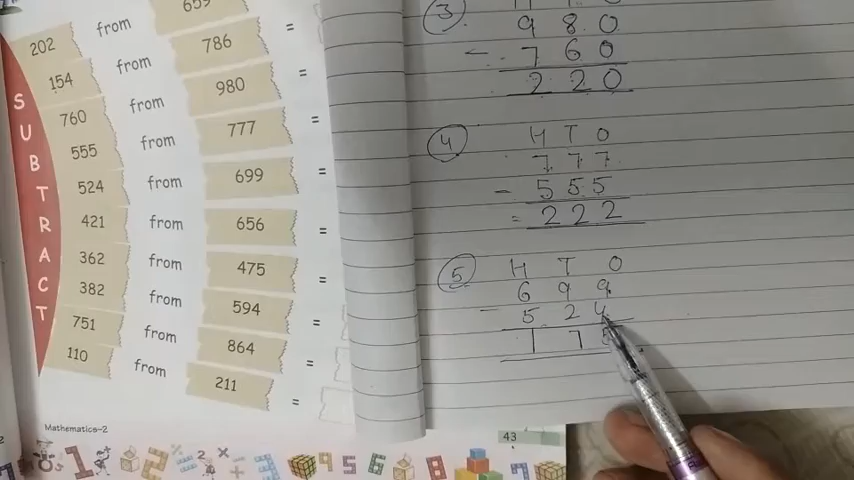 SUBTRACT
659
202 from 786 =
154 from 980 =
760 from 777 =
555 from 699 =
524 from 656 =
421 from 475 =
362 from 594 =
382 from 864 =
751 from 211 =
110 from
Mathematics-2
43
3
9 8 0
- 7 6 0
2 2 0
4
H T O
7 7 7
- 5 5 5
= 2 2 2
5
H T O
6 9 9
- 5 2 4
1 7 5